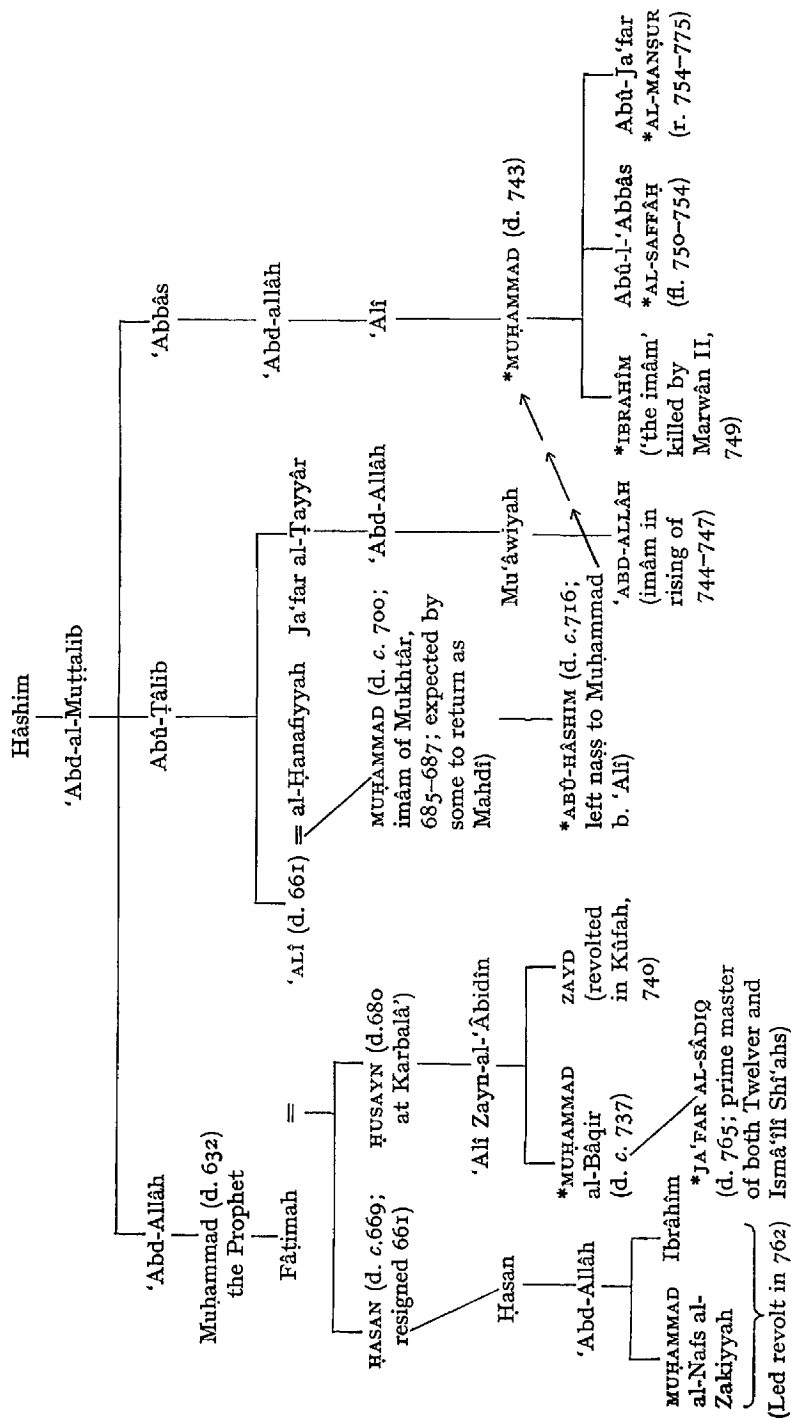 Hâshim
‘Abd-al-Muṭṭalib
‘Abd-Allâh
Abû-Ṭâlib
‘Abbâs
Muḥammad (d. 632)
the Prophet
Fâṭimah
=
‘ALÎ (d. 661) = al-Ḥanafiyyah
Ja‘far al-Ṭayyâr
‘Abd-allâh
ḤASAN (d. c.669;
resigned 661)
ḤUSAYN (d.680
at Karbalâ’)
MUḤAMMAD (d. c. 700;
imâm of Mukhtâr,
685–687; expected by
some to return as
Mahdî)
‘Abd-Allâh
‘Alî
Ḥasan
‘Alî Zayn-al-‘Âbidîn
Mu‘âwiyah
*MUḤAMMAD (d. 743)
‘Abd-Allâh
*MUḤAMMAD
al-Bâqir
(d. c. 737)
ZAYD
(revolted
in Kûfah,
740)
*ABÛ-HÂSHIM (d. c.716;
left naṣṣ to Muḥammad
b. ‘Alî)
‘ABD-ALLÂH
(imâm in
rising of
744–747)
*IBRAHÎM
(‘the imâm’
killed by
Marwân II,
749)
Abû-l-‘Abbâs
*AL-SAFFÂḤ
(fl. 750–754)
Abû-Ja‘far
*AL-MANṢUR
(r. 754–775)
MUḤAMMAD
al-Nafs al-
Zakiyyah
Ibrâhîm
(Led revolt in 762)
*JA‘FAR AL-SÂDIQ
(d. 765; prime master
of both Twelver and
Ismâ‘îlî Shî‘ahs)